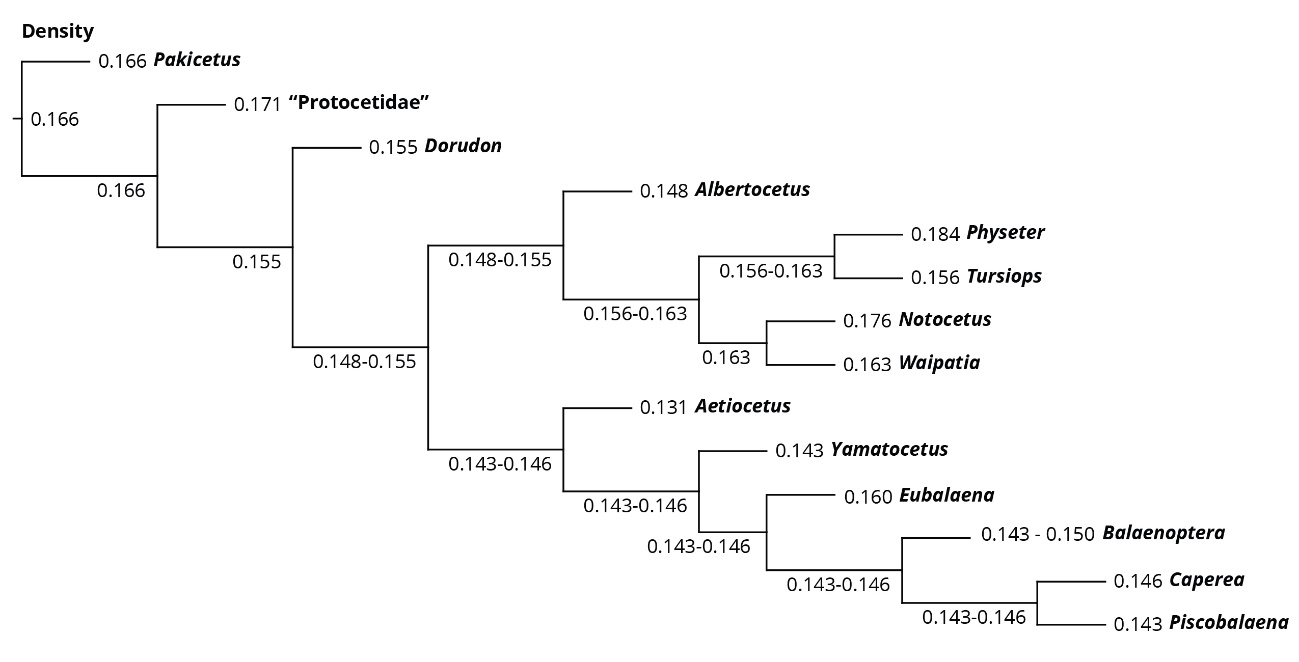 Density
0.166 Pakicetus
0.171 “Protocetidae”
0.166
0.155 Dorudon
0.166
0.148 Albertocetus
0.184 Physeter
0.155
0.148-0.155
0.156-0.163
0.156 Tursiops
0.156-0.163
0.176 Notocetus
0.148-0.155
0.163
0.163 Waipatia
0.131 Aetiocetus
0.143 Yamatocetus
0.143-0.146
0.160 Eubalaena
0.143-0.146
0.143 - 0.150 Balaenoptera
0.143-0.146
0.143-0.146
0.146 Caperea
0.143-0.146
0.143 Piscobalaena